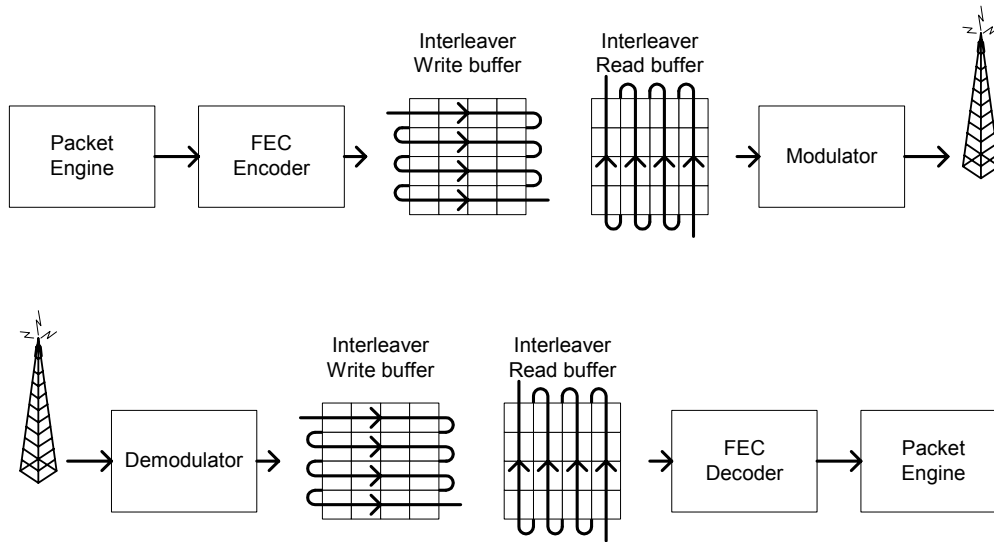 Interleaver
Write buffer
Interleaver
Read buffer
Packet
Engine
FEC
Encoder
Modulator
Interleaver
Write buffer
Interleaver
Read buffer
Demodulator
FEC
Decoder
Packet
Engine